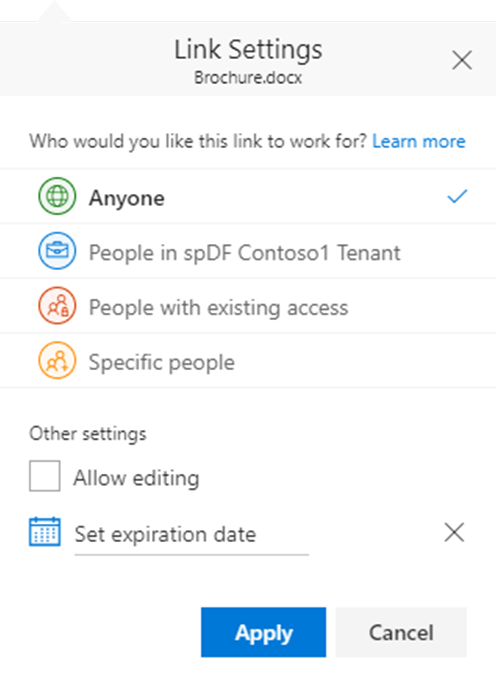 Link Settings
Brochure.docx
Who would you like this link to work for? Learn more
Anyone
People in spDF Contoso1 Tenant
People with existing access
Specific people
Other settings
Allow editing
Set expiration date
Apply Cancel